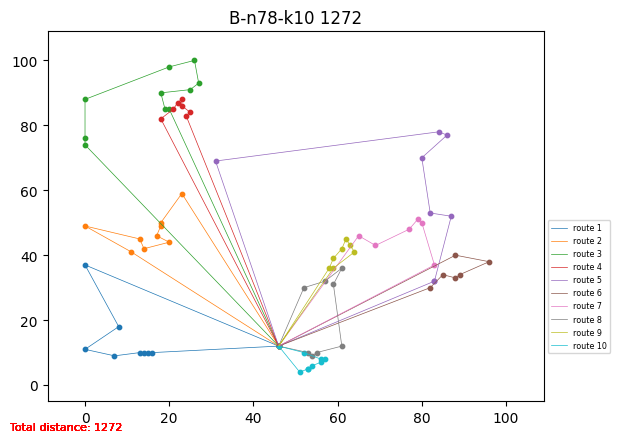 B-n78-k10 1272
100
80
60
40
20
0
0 20 40 60 80 100
route 1
route 2
route 3
route 4
route 5
route 6
route 7
route 8
route 9
route 10
Total distance: 1272